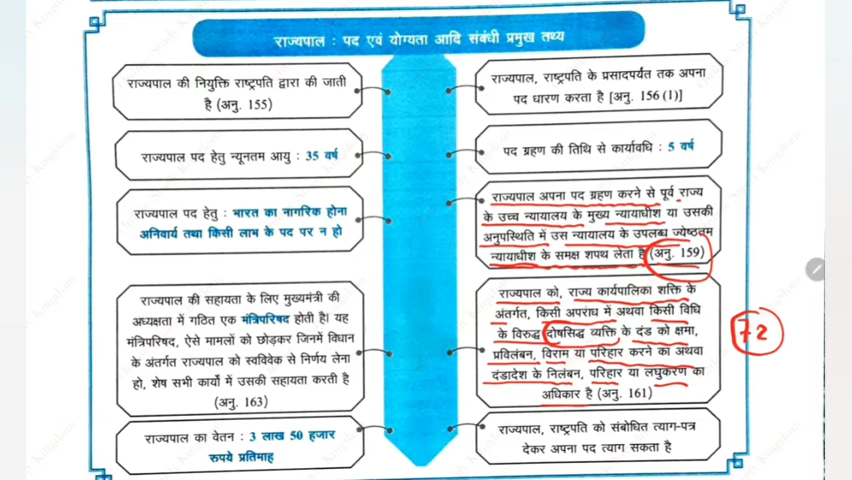 राज्यपाल : पद एवं योग्यता आदि संबंधी प्रमुख तथ्य
राज्यपाल की नियुक्ति राष्ट्रपति द्वारा की जाती
है (अनु. 155)
राज्यपाल, राष्ट्रपति के प्रसादपर्यंत तक अपना
पद धारण करता है [अनु. 156 (1)]
राज्यपाल पद हेतु न्यूनतम आयु : 35 वर्ष
पद ग्रहण की तिथि से कार्यावधि : 5 वर्ष
राज्यपाल पद हेतु : भारत का नागरिक होना
अनिवार्य तथा किसी लाभ के पद पर न हो
राज्यपाल अपना पद ग्रहण करने से पूर्व राज्य
के उच्च न्यायालय के मुख्य न्यायाधीश या उसकी
अनुपस्थिति में उस न्यायालय के उपलब्ध ज्येष्ठतम
न्यायाधीश के समक्ष शपथ लेता है (अनु. 159)
राज्यपाल की सहायता के लिए मुख्यमंत्री की
अध्यक्षता में गठित एक मंत्रिपरिषद होती है। यह
मंत्रिपरिषद, ऐसे मामलों को छोड़कर जिनमें विधान
के अंतर्गत राज्यपाल को स्वविवेक से निर्णय लेना
हो, शेष सभी कार्यों में उसकी सहायता करती है
(अनु. 163)
राज्यपाल को, राज्य कार्यपालिका शक्ति के
अंतर्गत, किसी अपराध में अथवा किसी विधि
के विरुद्ध दोषसिद्ध व्यक्ति के दंड को क्षमा,
प्रविलंबन, विराम या परिहार करने का अथवा
दंडादेश के निलंबन, परिहार या लघुकरण का
अधिकार है (अनु. 161)
72
राज्यपाल का वेतन : 3 लाख 50 हजार
रुपये प्रतिमाह
राज्यपाल, राष्ट्रपति को संबोधित त्याग-पत्र
देकर अपना पद त्याग सकता है